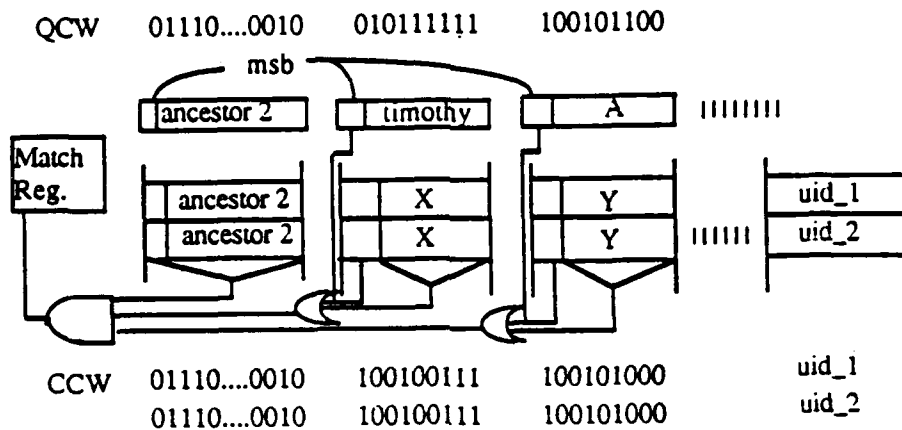 QCW 01110....0010 010111111 100101100
msb
ancestor 2 timothy A
Match
Reg.
ancestor 2 X Y uid_1
ancestor 2 X Y uid_2
CCW 01110....0010 100100111 100101000 uid_1
01110....0010 100100111 100101000 uid_2